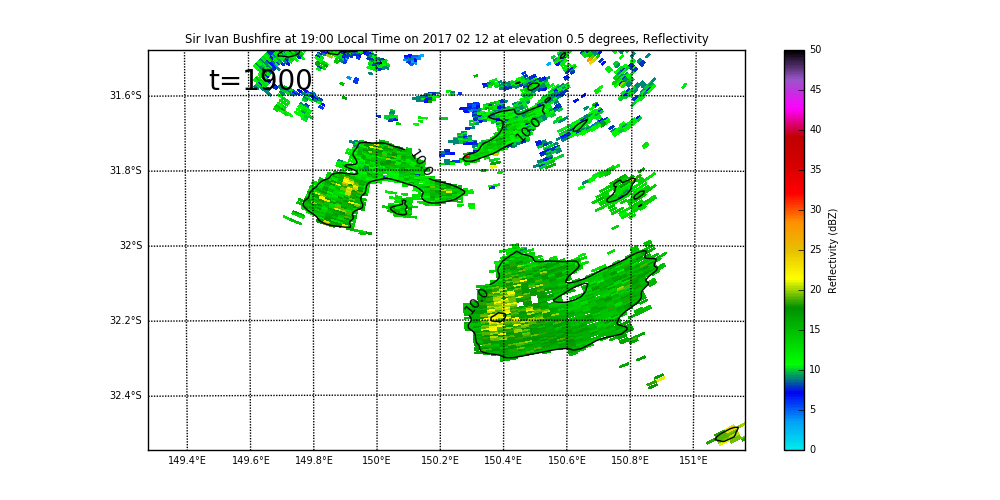 Sir Ivan Bushfire at 19:00 Local Time on 2017 02 12 at elevation 0.5 degrees, Reflectivity
t=1900
31.6°S
31.8°S
32°S
32.2°S
32.4°S
10.0
10.0
10.0
149.4°E 149.6°E 149.8°E 150°E 150.2°E 150.4°E 150.6°E 150.8°E 151°E
50
45
40
35
30
25
20
15
10
5
0
Reflectivity (dBZ)